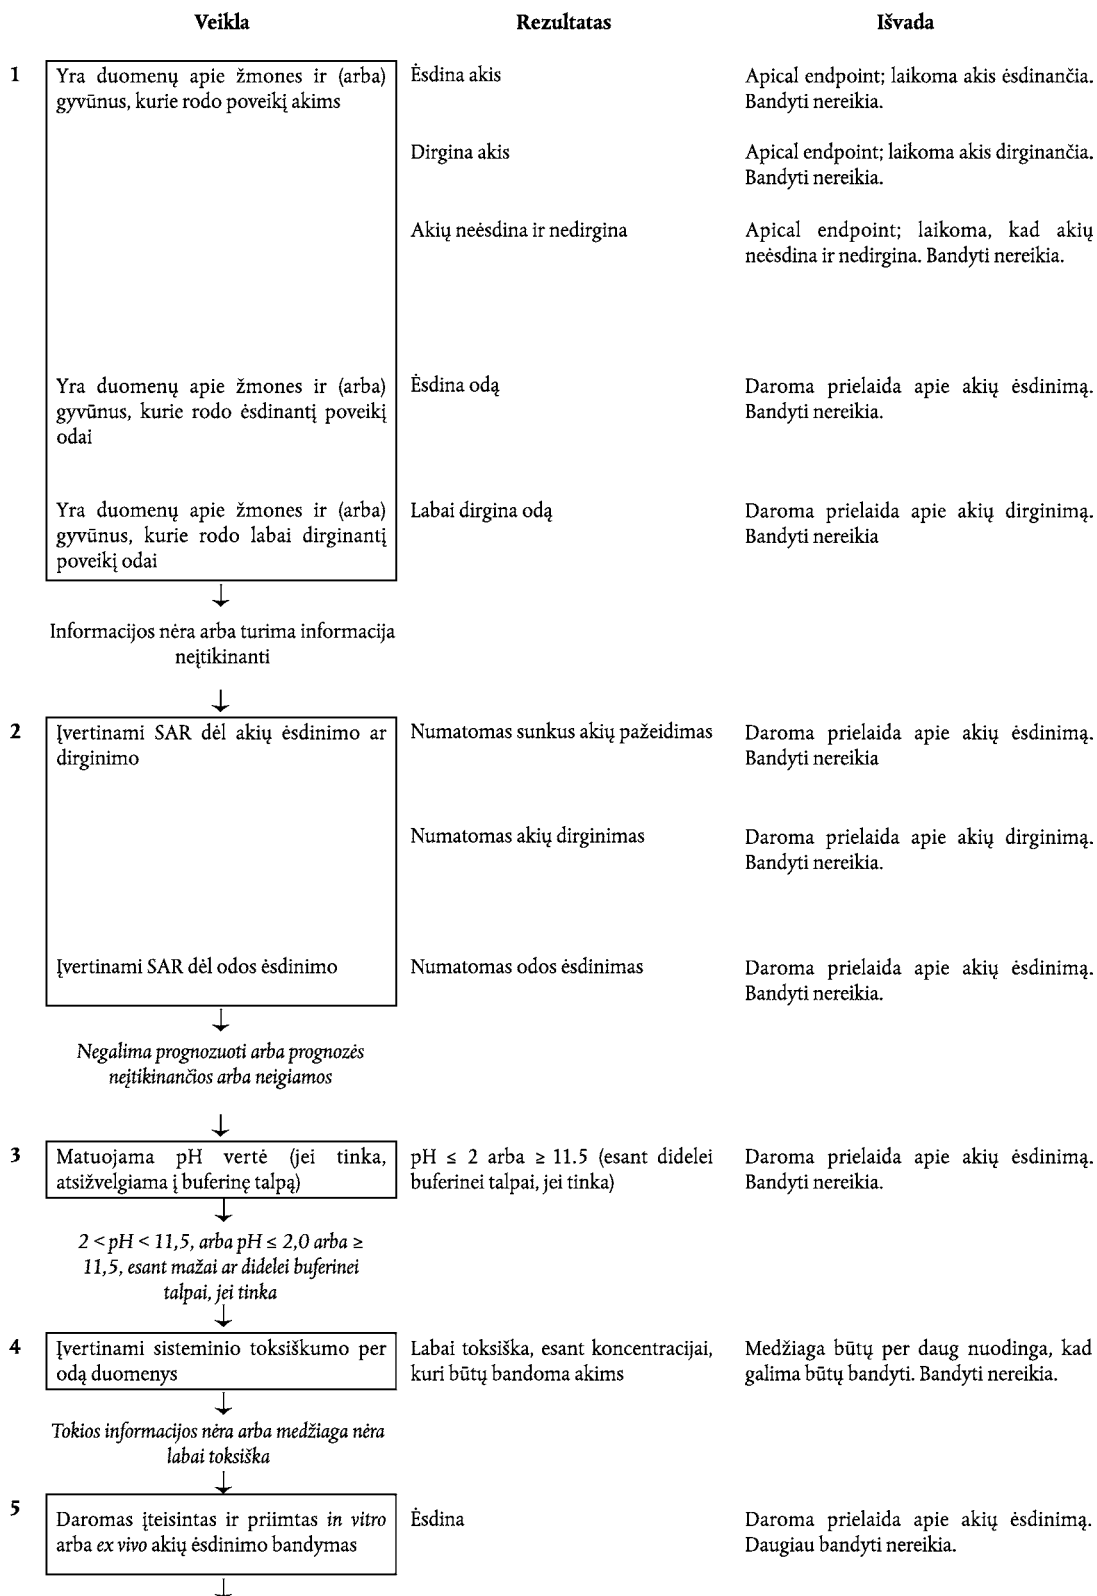 Veikla Rezultatas Išvada
1 Yra duomenų apie žmones ir (arba) Ėsdina akis Apical endpoint; laikoma akis ėsdinančia.
gyvūnus, kurie rodo poveikį akims Bandyti nereikia.
Dirgina akis Apical endpoint; laikoma akis dirginančia.
Bandyti nereikia.
Akių neėsdina ir nedirgina Apical endpoint; laikoma, kad akių
neėsdina ir nedirgina. Bandyti nereikia.
Yra duomenų apie žmones ir (arba) Ėsdina odą Daroma prielaida apie akių ėsdinimą.
gyvūnus, kurie rodo ėsdinantį poveikį Bandyti nereikia.
odai
Yra duomenų apie žmones ir (arba) Labai dirgina odą Daroma prielaida apie akių dirginimą.
gyvūnus, kurie rodo labai dirginantį Bandyti nereikia
poveikį odai
Informacijos nėra arba turima informacija
neįtikinanti
2 Įvertinami SAR dėl akių ėsdinimo ar Numatomas sunkus akių pažeidimas Daroma prielaida apie akių ėsdinimą.
dirginimo Bandyti nereikia
Numatomas akių dirginimas Daroma prielaida apie akių dirginimą.
Bandyti nereikia.
Įvertinami SAR dėl odos ėsdinimo Numatomas odos ėsdinimas Daroma prielaida apie akių ėsdinimą.
Bandyti nereikia.
Negalima prognozuoti arba prognozės
neįtikinančios arba neigiamos
3 Matuojama pH vertė (jei tinka, pH ≤ 2 arba ≥ 11.5 (esant didelei Daroma prielaida apie akių ėsdinimą.
atsižvelgiama į buferinę talpą) buferinei talpai, jei tinka) Bandyti nereikia.
2 < pH < 11,5, arba pH ≤ 2,0 arba ≥
11,5, esant mažai ar didelei buferinei
talpai, jei tinka
4 Įvertinami sisteminio toksiškumo per Labai toksiška, esant koncentracijai, Medžiaga būtų per daug nuodinga, kad
odą duomenys kuri būtų bandoma akims galima būtų bandyti. Bandyti nereikia.
Tokios informacijos nėra arba medžiaga nėra
labai toksiška
5 Daromas įteisintas ir priimtas in vitro Ėsdina Daroma prielaida apie akių ėsdinimą.
arba ex vivo akių ėsdinimo bandymas Daugiau bandyti nereikia.